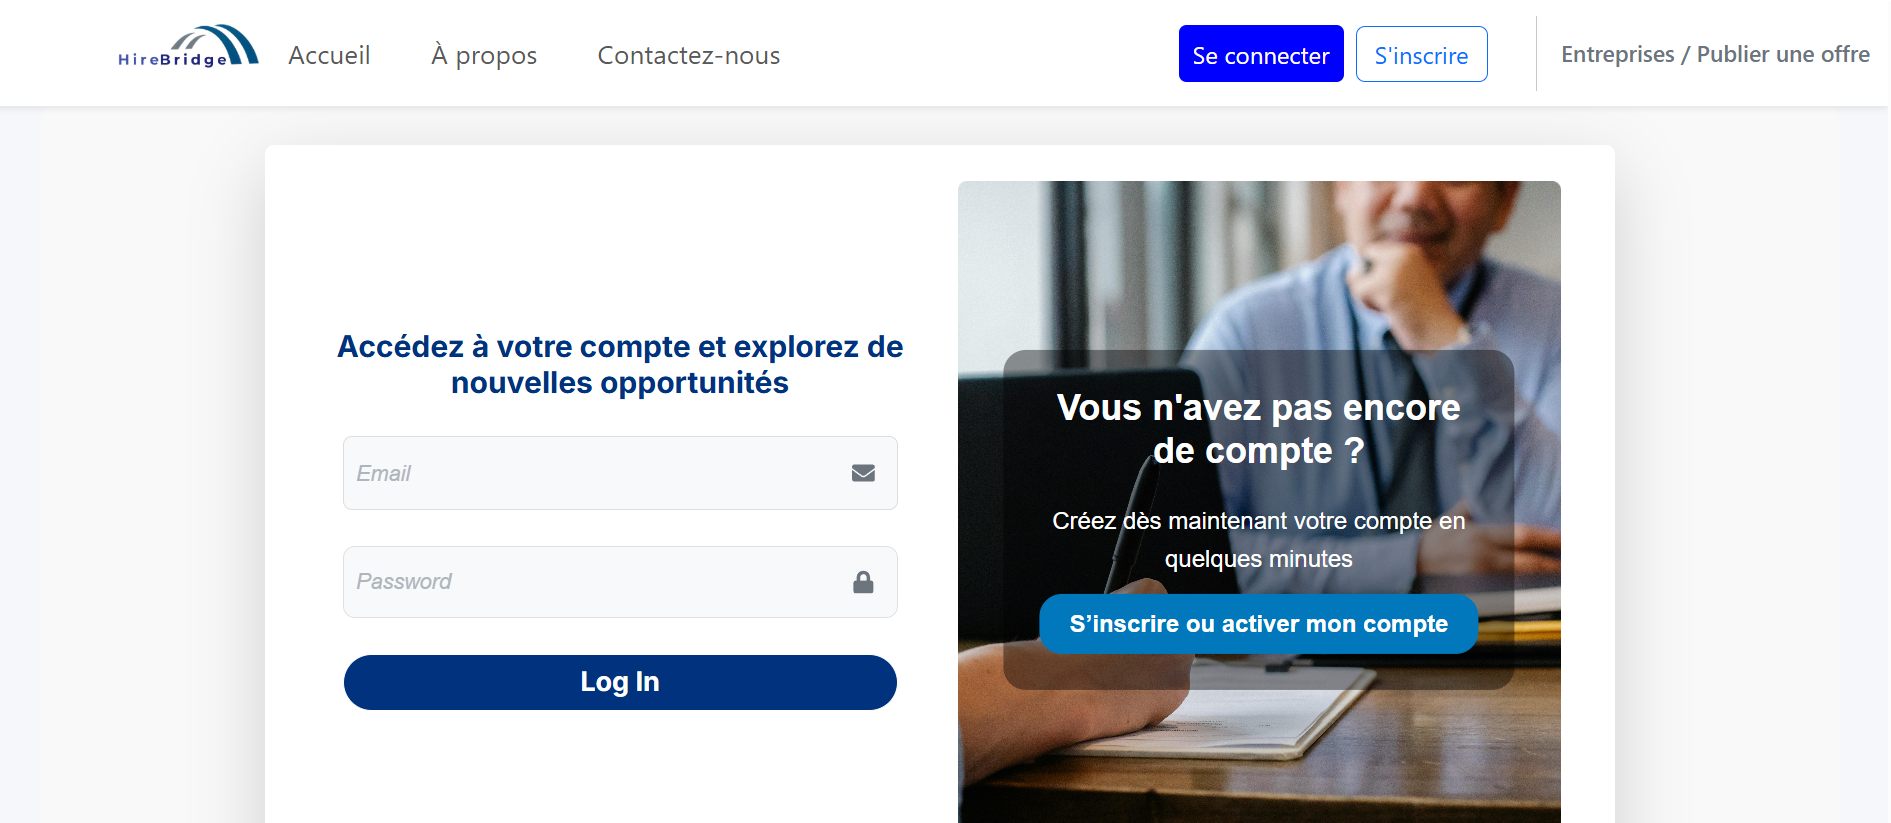 HireBridge
Accueil
À propos
Contactez-nous
Se connecter
S'inscrire
Entreprises / Publier une offre
Accédez à votre compte et explorez de
nouvelles opportunités
Email
Password
Log In
Vous n'avez pas encore
de compte ?
Créez dès maintenant votre compte en
quelques minutes
S’inscrire ou activer mon compte